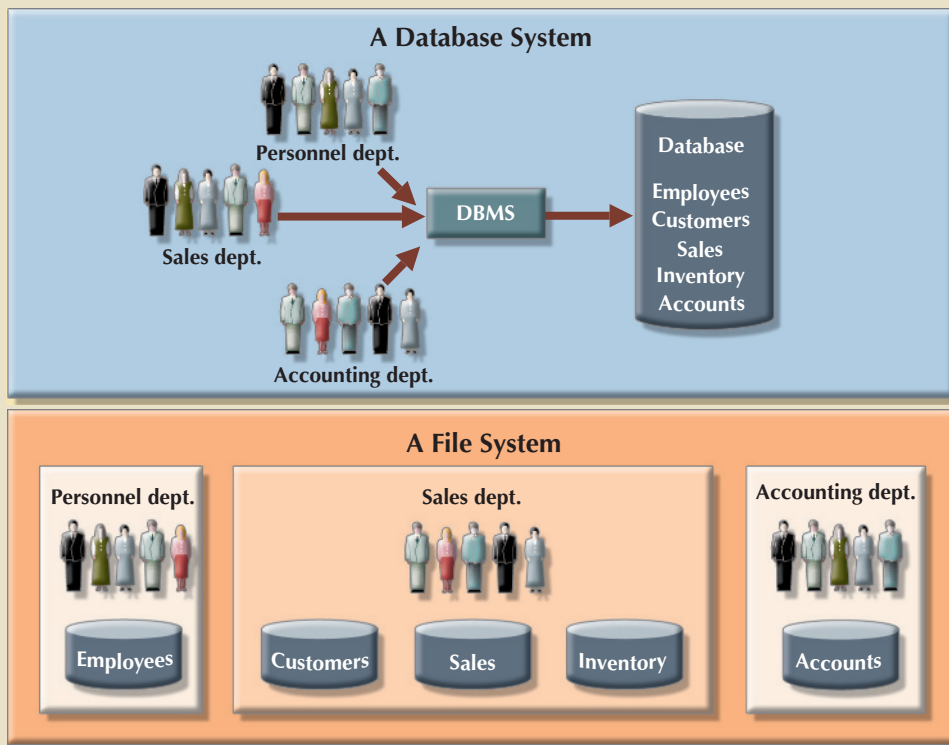 A Database System
Personnel dept.
Sales dept.
Accounting dept.
DBMS
Database
Employees
Customers
Sales
Inventory
Accounts
A File System
Personnel dept.
Employees
Sales dept.
Customers
Sales
Inventory
Accounting dept.
Accounts